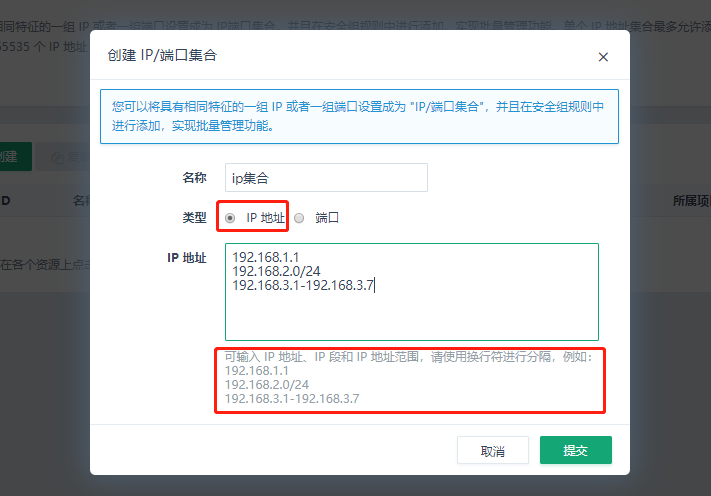 相同特征的一组 IP 或者一组端口设置成为 IP端口集合，并且在安全组规则中进行添加，实现批量管理功能。单个 IP 地址集合最多允许添
65535 个 IP 地址
创建 IP/端口集合
您可以将具有相同特征的一组 IP 或者一组端口设置成为 "IP/端口集合"，并且在安全组规则中
进行添加，实现批量管理功能。
创建
名称
ip集合
ID
名称
所属项
类型
IP 地址
端口
IP 地址
192.168.1.1
192.168.2.0/24
192.168.3.1-192.168.3.7
在各个资源上点
可输入 IP 地址、IP 段和 IP 地址范围，请使用换行符进行分隔，例如：
192.168.1.1
192.168.2.0/24
192.168.3.1-192.168.3.7
取消
提交